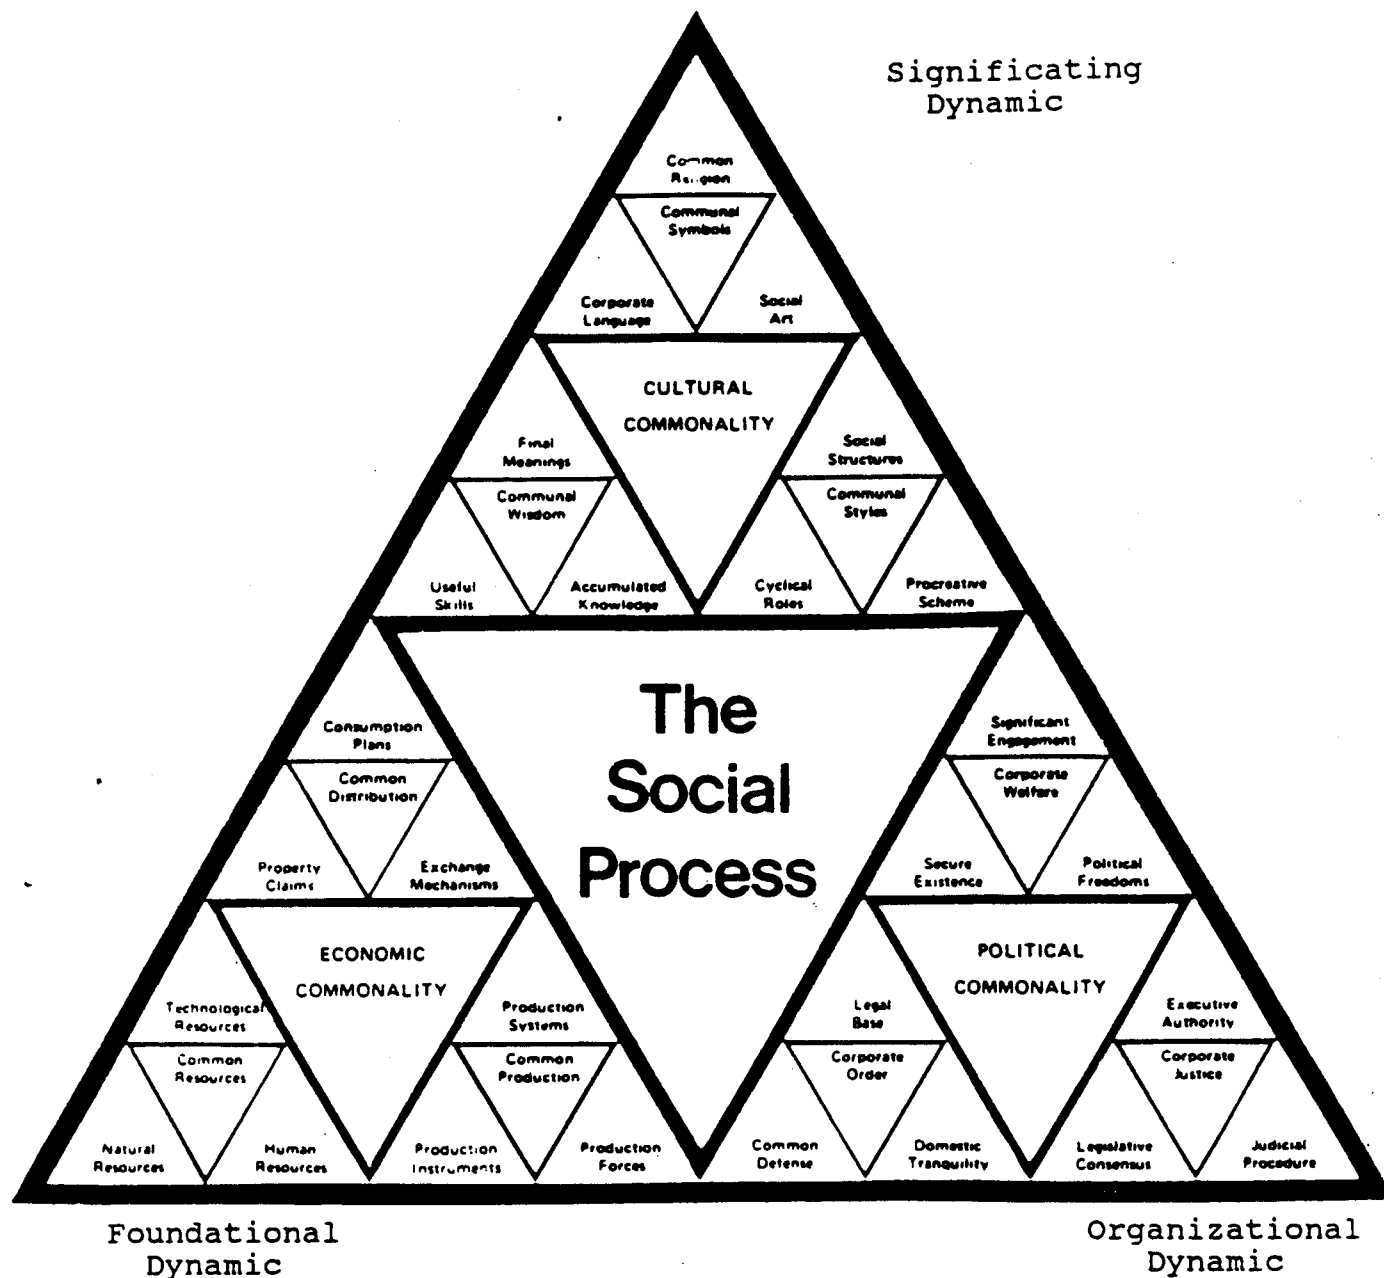 Significating
Dynamic
Common
Religion
Communal
Symbols
Corporate
Language
Social
Art
CULTURAL
COMMONALITY
Final
Meanings
Communal
Wisdom
Useful
Skills
Accumulated
Knowledge
Social
Structures
Communal
Styles
Cyclical
Roles
Procreative
Scheme
The
Social
Process
Consumption
Plans
Common
Distribution
Property
Claims
Exchange
Mechanisms
Significant
Engagement
Corporate
Welfare
Secure
Existence
Political
Freedoms
ECONOMIC
COMMONALITY
Technological
Resources
Common
Resources
Natural
Resources
Human
Resources
Production
Systems
Common
Production
Production
Instruments
Production
Forces
POLITICAL
COMMONALITY
Legal
Base
Corporate
Order
Common
Defense
Domestic
Tranquility
Executive
Authority
Corporate
Justice
Legislative
Consensus
Judicial
Procedure
Foundational
Dynamic
Organizational
Dynamic